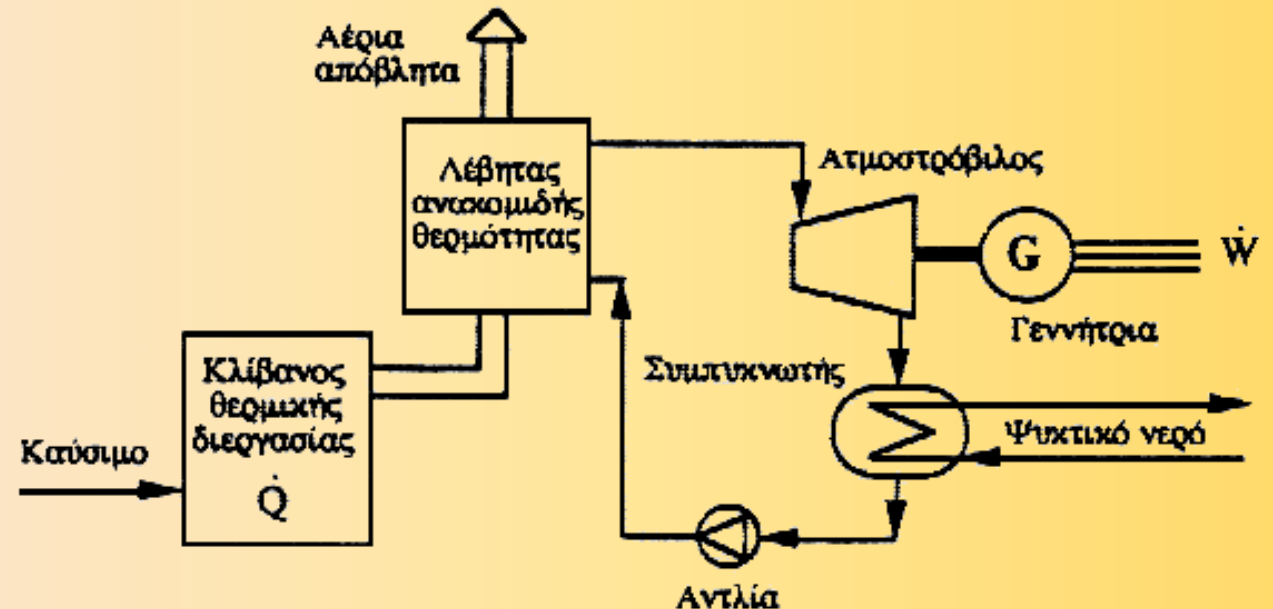 Αέρια
απόβλητα
Λέβητας
ανακομιδής
θερμότητας
Ατμοστρόβιλος
G
Ẇ
Γεννήτρια
Κλίβανος
θερμικής
διεργασίας
Q̇
Καύσιμο
Συμπυκνωτής
Ψυκτικό νερό
Αντλία